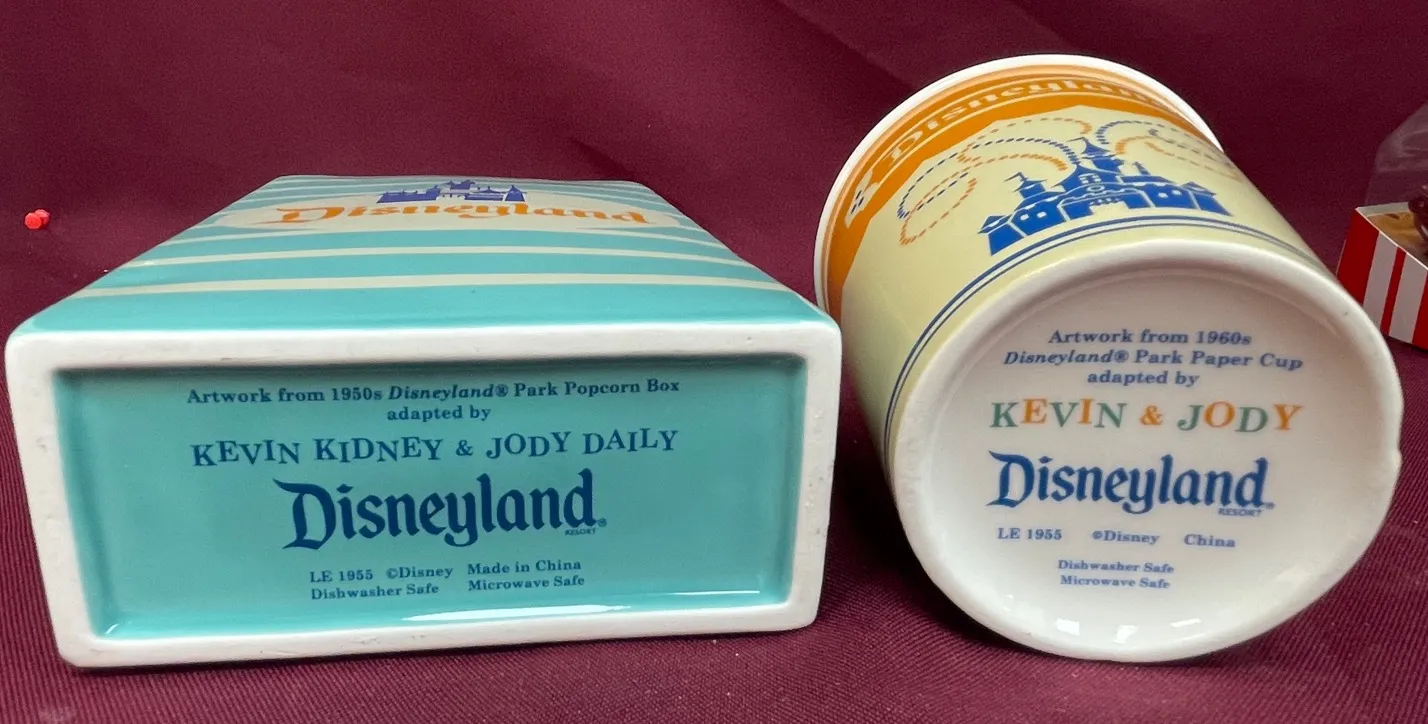 Disneyland
Artwork from 1950s Disneyland® Park Popcorn Box
adapted by
KEVIN KIDNEY & JODY DAILY
Disneyland®
RESORT
LE 1955 ©Disney Made in China
Dishwasher Safe Microwave Safe
Disneyland
Artwork from 1960s
Disneyland® Park Paper Cup
adapted by
KEVIN & JODY
Disneyland®
RESORT
LE 1955 ©Disney China
Dishwasher Safe
Microwave Safe